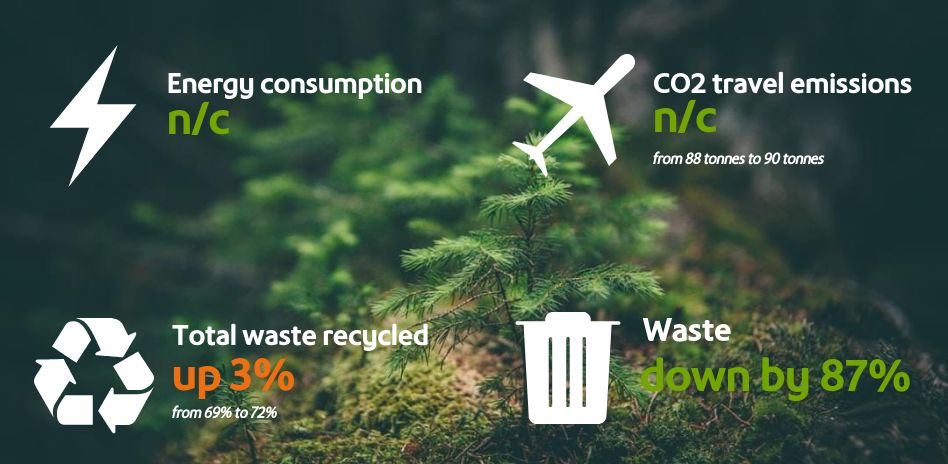 Energy consumption
n/c
CO2 travel emissions
n/c
from 88 tonnes to 90 tonnes
Total waste recycled
up 3%
from 69% to 72%
Waste
down by 87%